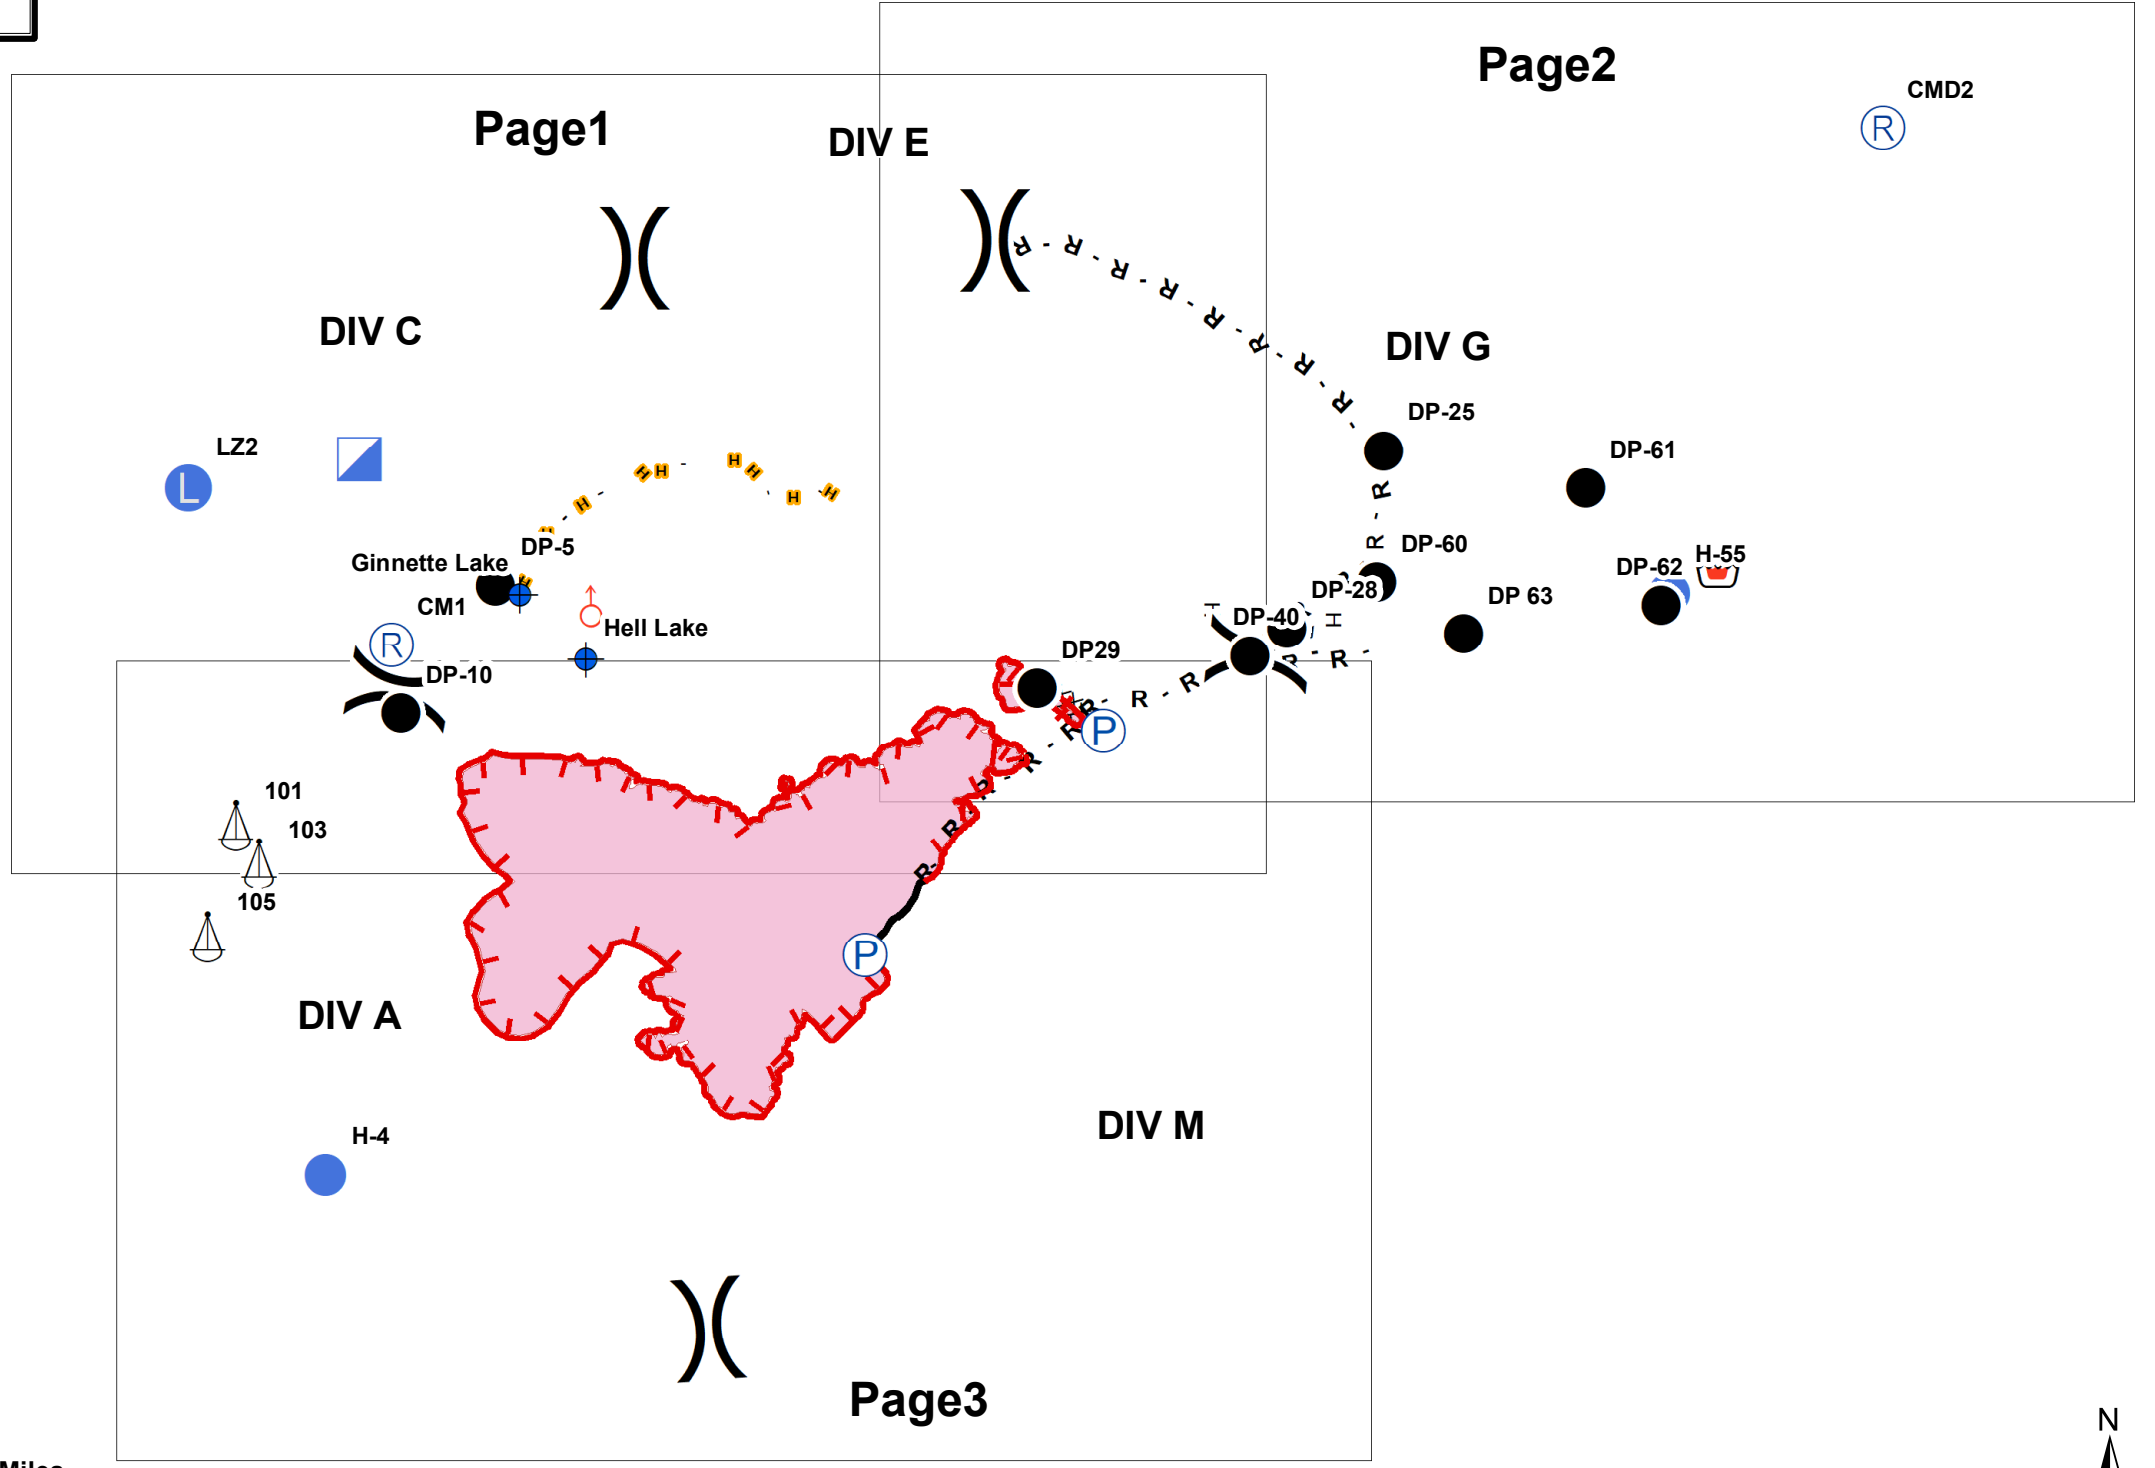 Page2
CMD2
R
Page1
DIV E
R - R - R - R - R - R - R - R -
DIV C
DIV G
DP-25
LZ2
L
DP-61
H H - H H H H
H
R - R
DP-5
DP-60
H-55
Ginnette Lake
DP-62
DP-28
DP 63
CM1
H
DP-40
Hell Lake
R
DP29
R - R -
DP-10
R - R
P
R - R - R - R
101
103
R
105
P
DIV A
DIV M
H-4
Page3
N
Miles